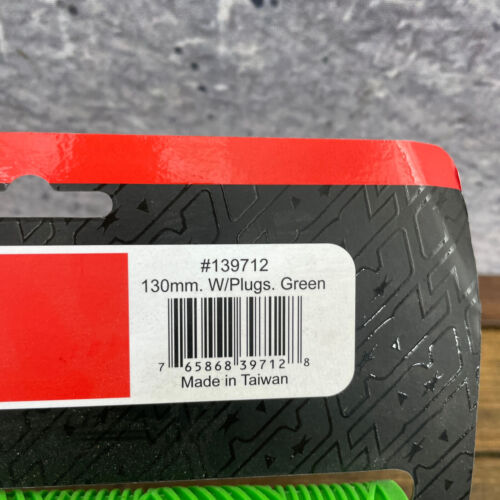 #139712
130mm. W/Plugs. Green
7 65868 39712 8
Made in Taiwan